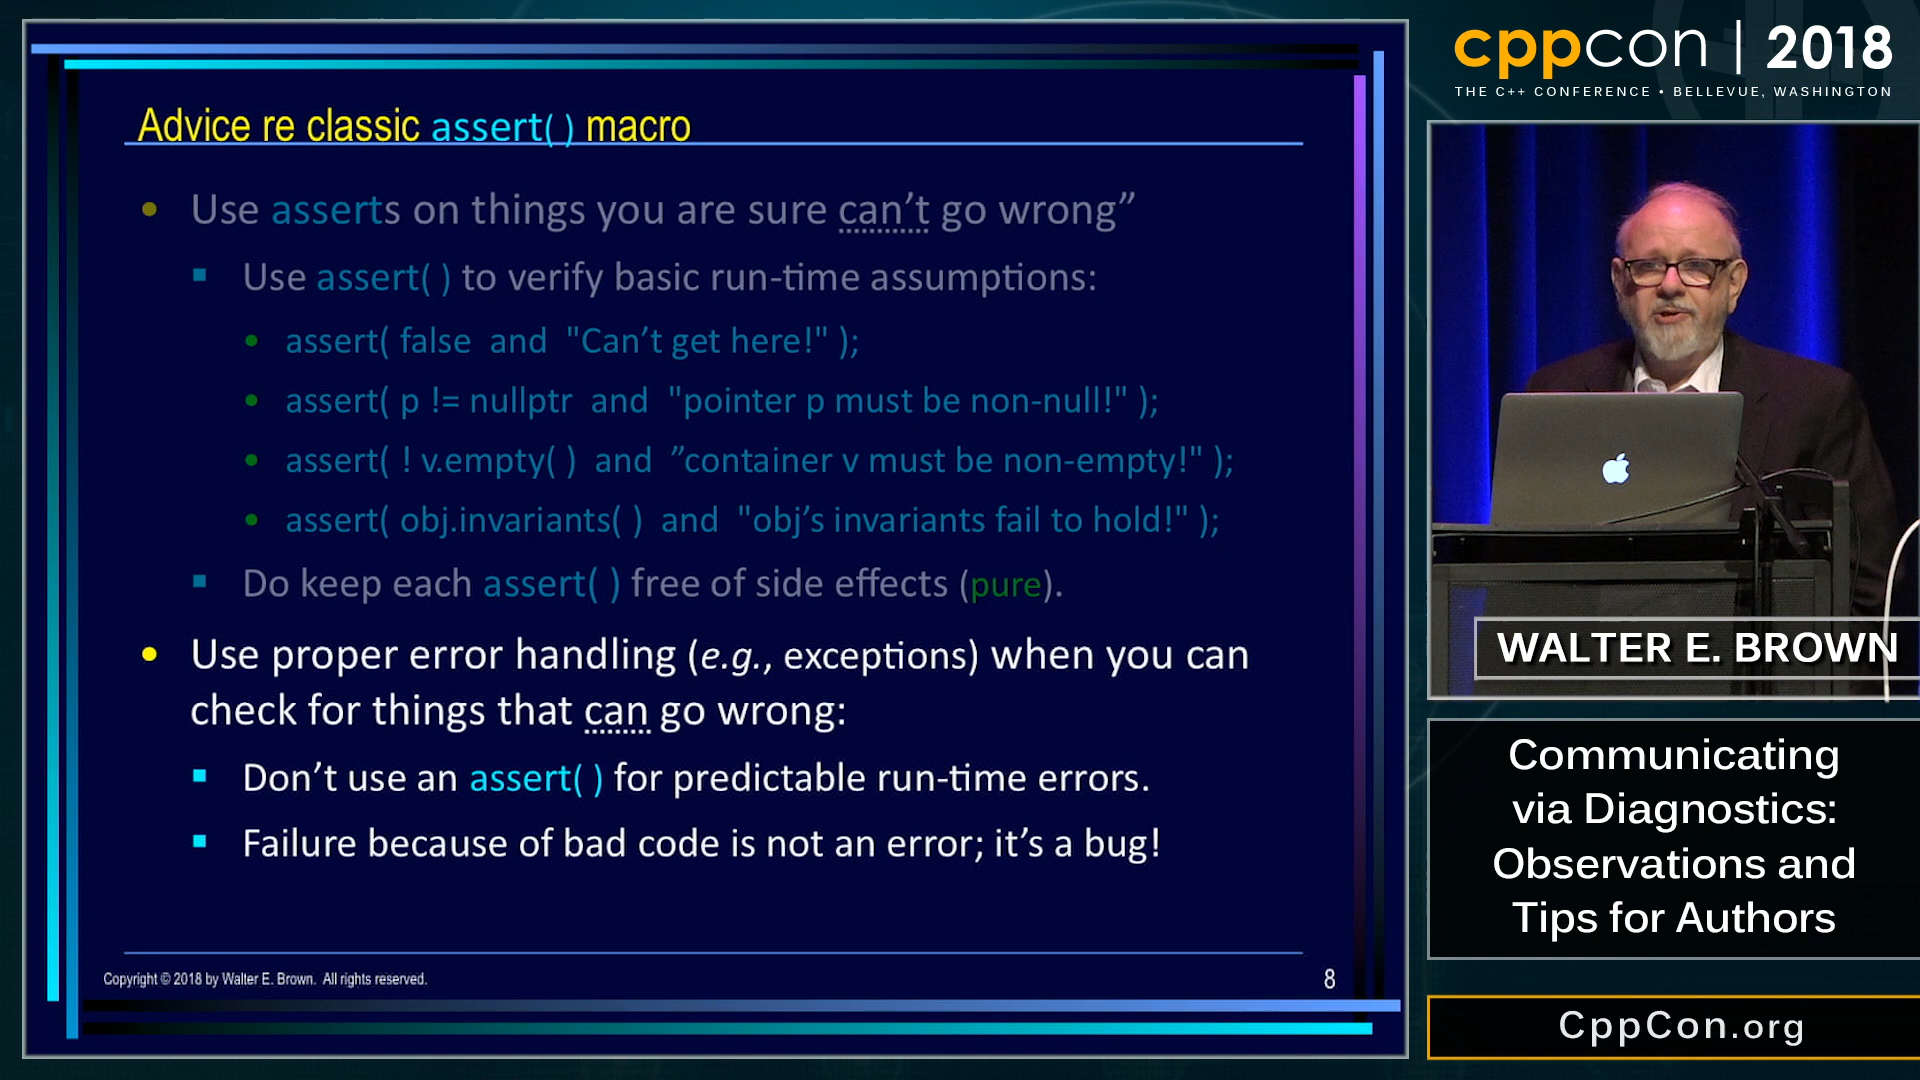 Advice re classic assert( ) macro
• Use asserts on things you are sure can’t go wrong”
▪ Use assert( ) to verify basic run-time assumptions:
• assert( false and "Can’t get here!" );
• assert( p != nullptr and "pointer p must be non-null!" );
• assert( ! v.empty( ) and ”container v must be non-empty!" );
• assert( obj.invariants( ) and "obj’s invariants fail to hold!" );
▪ Do keep each assert( ) free of side effects (pure).
• Use proper error handling (e.g., exceptions) when you can
check for things that can go wrong:
▪ Don’t use an assert( ) for predictable run-time errors.
▪ Failure because of bad code is not an error; it’s a bug!
Copyright © 2018 by Walter E. Brown. All rights reserved.
8
cppcon | 2018
THE C++ CONFERENCE • BELLEVUE, WASHINGTON
WALTER E. BROWN
Communicating
via Diagnostics:
Observations and
Tips for Authors
CppCon.org